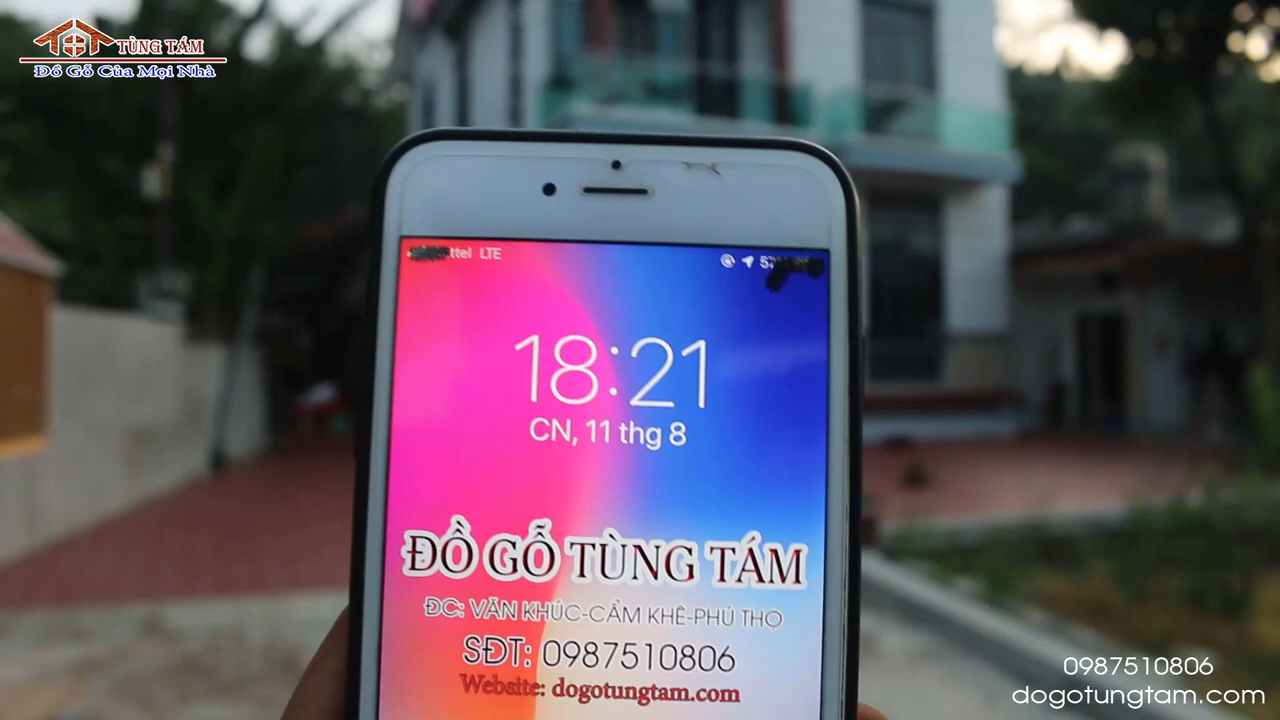 TÙNG TÁM
Đồ Gỗ Của Mọi Nhà
ttel LTE
18:21
CN, 11 thg 8
ĐỒ GỖ TÙNG TÁM
ĐC: VĂN KHÚC-CẨM KHÊ-PHÚ THỌ
SĐT: 0987510806
Website: dogotungtam.com
0987510806
dogotungtam.com